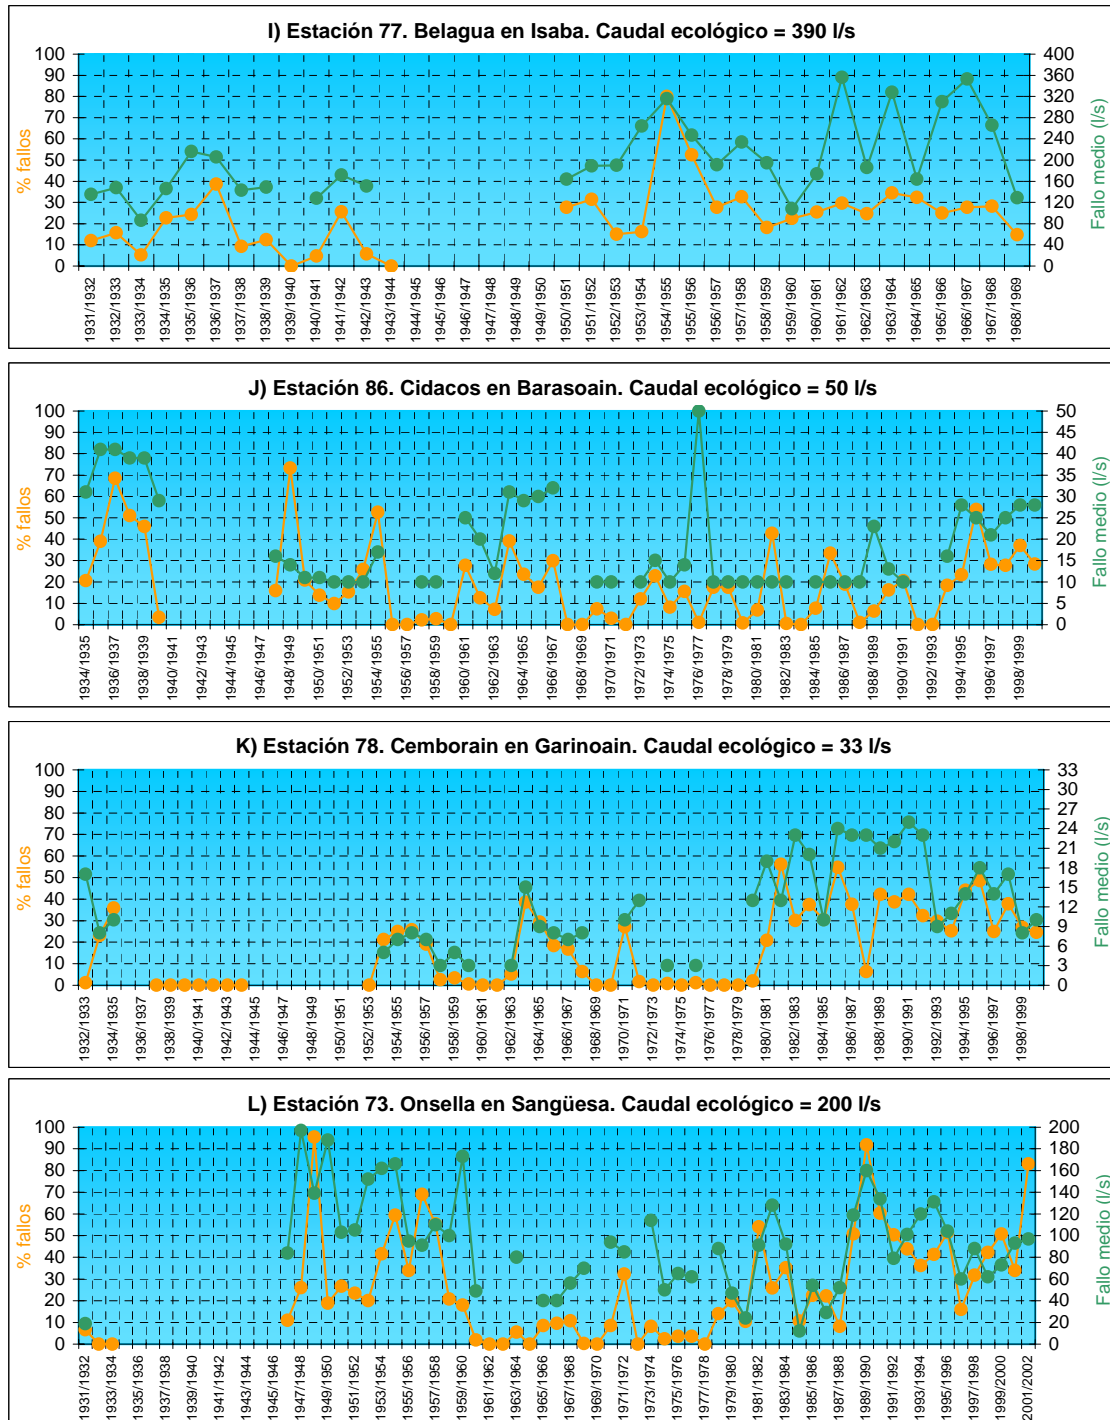 I) Estación 77. Belagua en Isaba. Caudal ecológico = 390 l/s
100 90 80 70 60 50 40 30 20 10 0
% fallos
400 360 320 280 240 200 160 120 80 40 0
Fallo medio (l/s)
1931/1932 1932/1933 1933/1934 1934/1935 1935/1936 1936/1937 1937/1938 1938/1939 1939/1940 1940/1941 1941/1942 1942/1943 1943/1944 1944/1945 1945/1946 1946/1947 1947/1948 1948/1949 1949/1950 1950/1951 1951/1952 1952/1953 1953/1954 1954/1955 1955/1956 1956/1957 1957/1958 1958/1959 1959/1960 1960/1961 1961/1962 1962/1963 1963/1964 1964/1965 1965/1966 1966/1967 1967/1968 1968/1969
J) Estación 86. Cidacos en Barasoain. Caudal ecológico = 50 l/s
100 90 80 70 60 50 40 30 20 10 0
% fallos
50 45 40 35 30 25 20 15 10 5 0
Fallo medio (l/s)
1934/1935 1936/1937 1938/1939 1940/1941 1942/1943 1944/1945 1946/1947 1948/1949 1950/1951 1952/1953 1954/1955 1956/1957 1958/1959 1960/1961 1962/1963 1964/1965 1966/1967 1968/1969 1970/1971 1972/1973 1974/1975 1976/1977 1978/1979 1980/1981 1982/1983 1984/1985 1986/1987 1988/1989 1990/1991 1992/1993 1994/1995 1996/1997 1998/1999
K) Estación 78. Cemborain en Garinoain. Caudal ecológico = 33 l/s
100 90 80 70 60 50 40 30 20 10 0
% fallos
33 30 27 24 21 18 15 12 9 6 3 0
Fallo medio (l/s)
1932/1933 1934/1935 1936/1937 1938/1939 1940/1941 1942/1943 1944/1945 1946/1947 1948/1949 1950/1951 1952/1953 1954/1955 1956/1957 1958/1959 1960/1961 1962/1963 1964/1965 1966/1967 1968/1969 1970/1971 1972/1973 1974/1975 1976/1977 1978/1979 1980/1981 1982/1983 1984/1985 1986/1987 1988/1989 1990/1991 1992/1993 1994/1995 1996/1997 1998/1999
L) Estación 73. Onsella en Sangüesa. Caudal ecológico = 200 l/s
100 90 80 70 60 50 40 30 20 10 0
% fallos
200 180 160 140 120 100 80 60 40 20 0
Fallo medio (l/s)
1931/1932 1933/1934 1935/1936 1937/1938 1939/1940 1941/1942 1943/1944 1945/1946 1947/1948 1949/1950 1951/1952 1953/1954 1955/1956 1957/1958 1959/1960 1961/1962 1963/1964 1965/1966 1967/1968 1969/1970 1971/1972 1973/1974 1975/1976 1977/1978 1979/1980 1981/1982 1983/1984 1985/1986 1987/1988 1989/1990 1991/1992 1993/1994 1995/1996 1997/1998 1999/2000 2001/2002